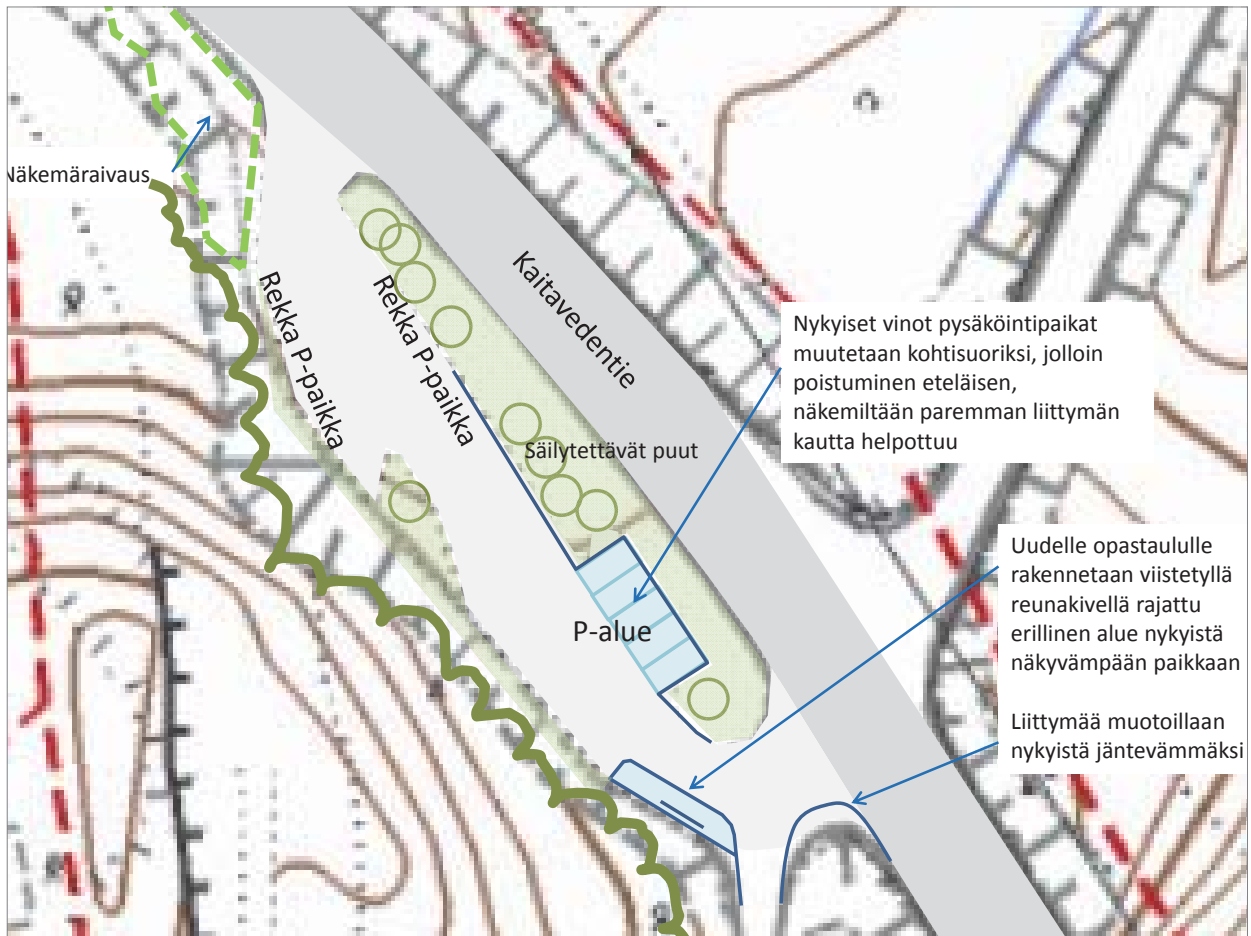 Näkemäraivaus
Rekka P-paikka
Rekka P-paikka
Kaitavedentie
Säilytettävät puut
P-alue
Nykyiset vinot pysäköintipaikat
muutetaan kohtisuoriksi, jolloin
poistuminen eteläisen,
näkemiltään paremman liittymän
kautta helpottuu
Uudelle opastaululle
rakennetaan viistetyllä
reunakivellä rajattu
erillinen alue nykyistä
näkyvämpään paikkaan
Liittymää muotoillaan
nykyistä jäntevämmäksi